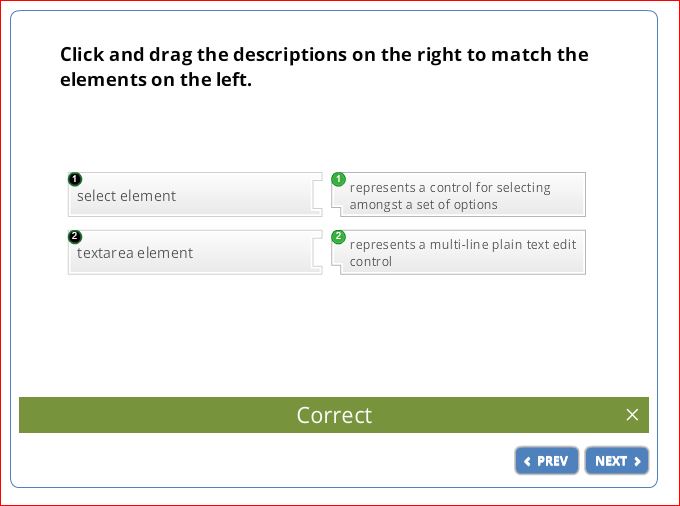 Click and drag the descriptions on the right to match the
elements on the left.
1
select element
1
represents a control for selecting
amongst a set of options
2
textarea element
2
represents a multi-line plain text edit
control
Correct
×
‹ PREV
NEXT ›